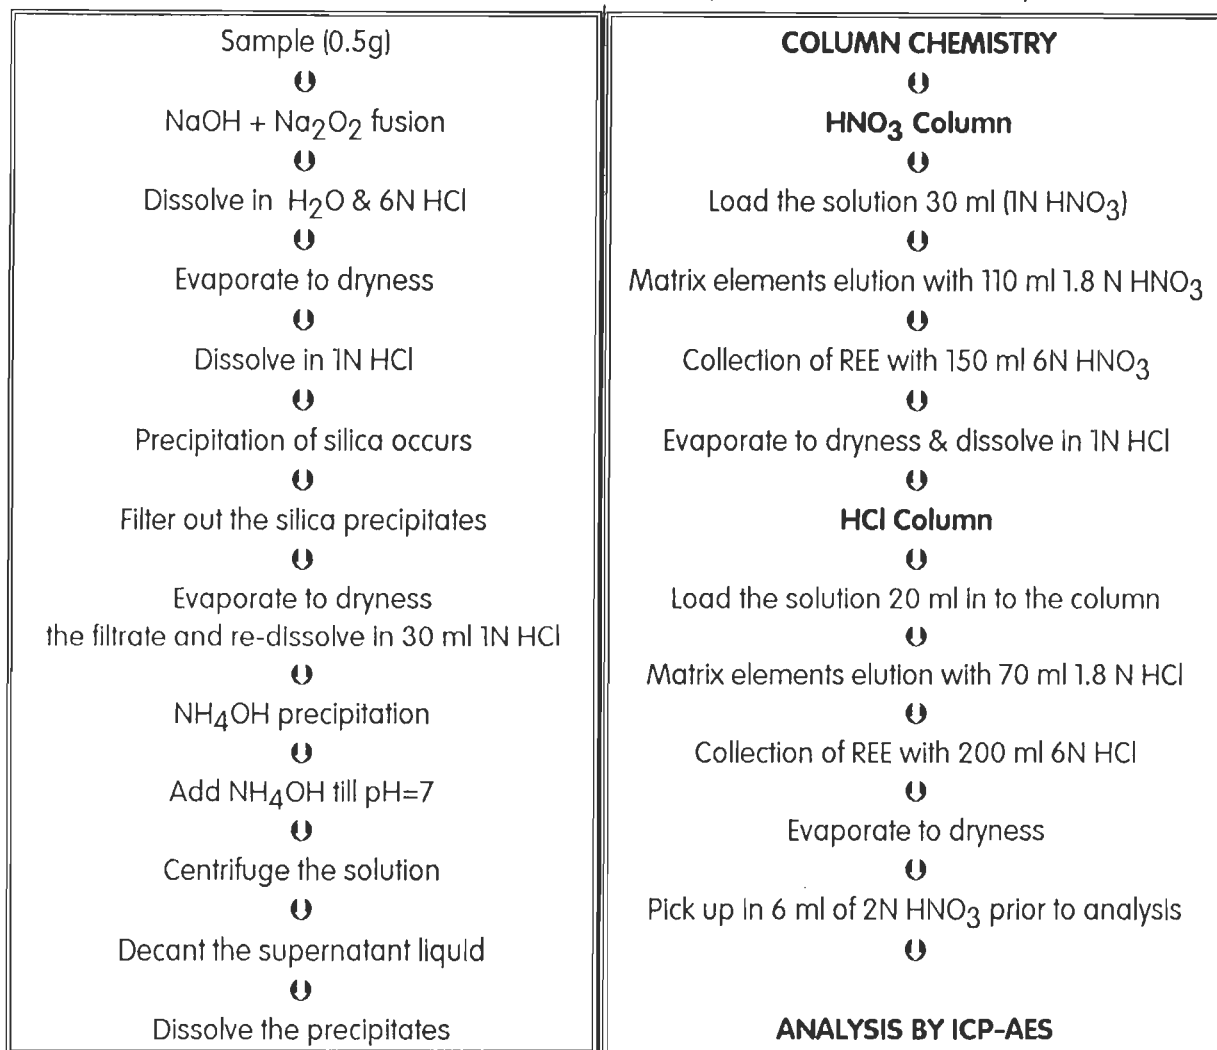 Sample (0.5g)
NaOH + Na2O2 fusion
Dissolve in H2O & 6N HCl
Evaporate to dryness
Dissolve in 1N HCl
Precipitation of silica occurs
Filter out the silica precipitates
Evaporate to dryness
the filtrate and re-dissolve in 30 ml 1N HCl
NH4OH precipitation
Add NH4OH till pH=7
Centrifuge the solution
Decant the supernatant liquid
Dissolve the precipitates
COLUMN CHEMISTRY
HNO3 Column
Load the solution 30 ml (1N HNO3)
Matrix elements elution with 110 ml 1.8 N HNO3
Collection of REE with 150 ml 6N HNO3
Evaporate to dryness & dissolve in 1N HCl
HCl Column
Load the solution 20 ml in to the column
Matrix elements elution with 70 ml 1.8 N HCl
Collection of REE with 200 ml 6N HCl
Evaporate to dryness
Pick up in 6 ml of 2N HNO3 prior to analysis
ANALYSIS BY ICP-AES